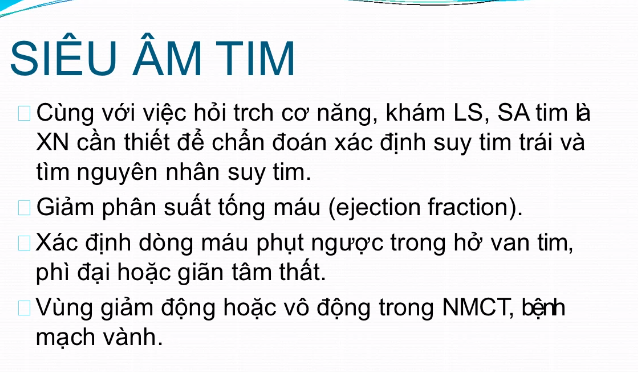 SIÊU ÂM TIM
Cùng với việc hỏi trch cơ năng, khám LS, SA tim là
XN cần thiết để chẩn đoán xác định suy tim trái và
tìm nguyên nhân suy tim.
Giảm phân suất tống máu (ejection fraction).
Xác định dòng máu phụt ngược trong hở van tim,
phì đại hoặc giãn tâm thất.
Vùng giảm động hoặc vô động trong NMCT, bệnh
mạch vành.